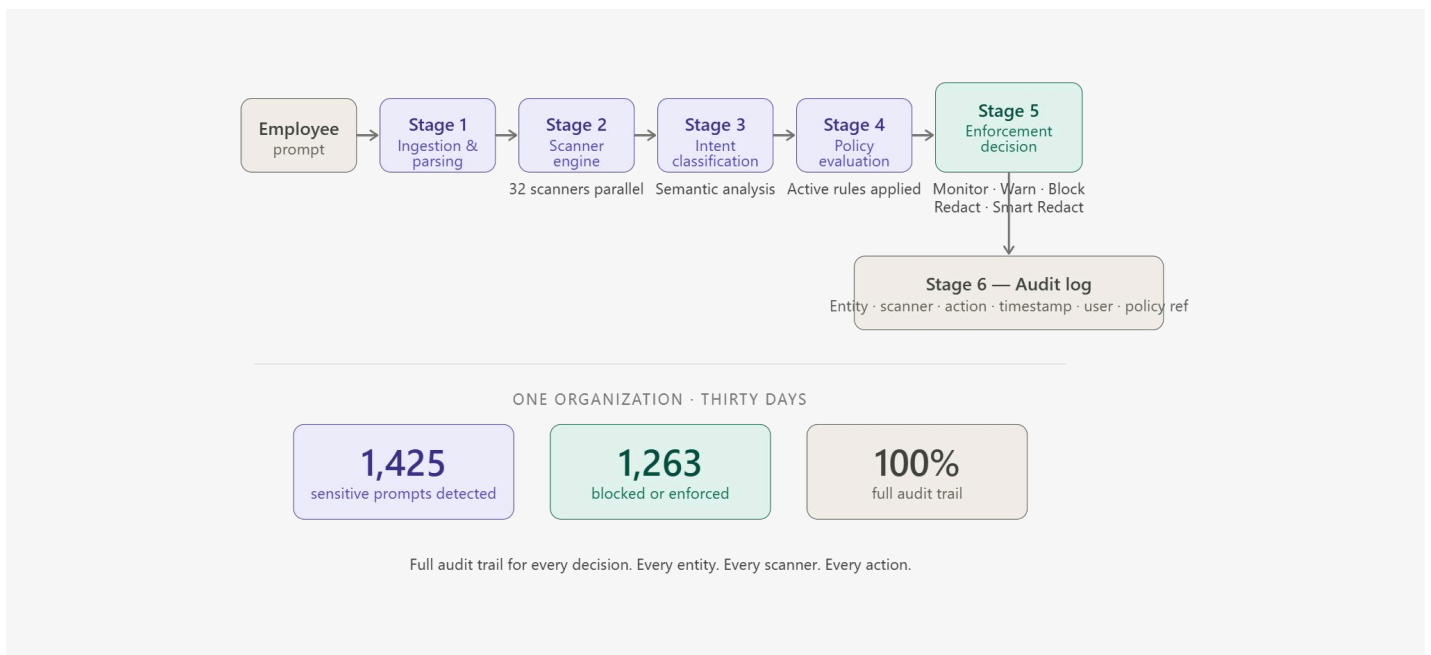 Employee
prompt
Stage 1
Ingestion &
parsing
Stage 2
Scanner
engine
Stage 3
Intent
classification
Stage 4
Policy
evaluation
Stage 5
Enforcement
decision
32 scanners parallel
Semantic analysis
Active rules applied
Monitor · Warn · Block
Redact · Smart Redact
Stage 6 — Audit log
Entity · scanner · action · timestamp · user · policy ref
ONE ORGANIZATION · THIRTY DAYS
1,425
sensitive prompts detected
1,263
blocked or enforced
100%
full audit trail
Full audit trail for every decision. Every entity. Every scanner. Every action.